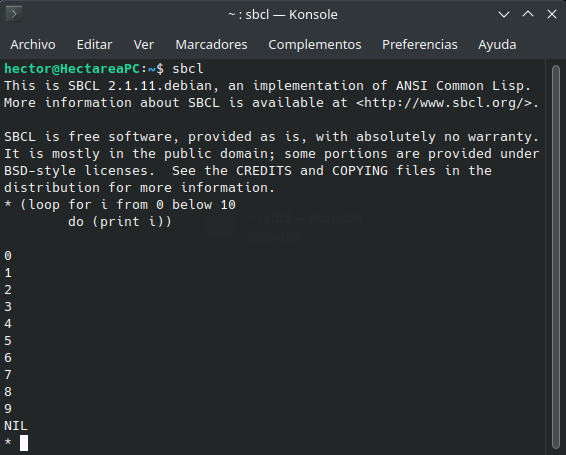 ~ : sbcl — Konsole
Archivo Editar Ver Marcadores Complementos Preferencias Ayuda
hector@HectareaPC:~$ sbcl
This is SBCL 2.1.11.debian, an implementation of ANSI Common Lisp.
More information about SBCL is available at <http://www.sbcl.org/>.
SBCL is free software, provided as is, with absolutely no warranty.
It is mostly in the public domain; some portions are provided under
BSD-style licenses.  See the CREDITS and COPYING files in the
distribution for more information.
* (loop for i from 0 below 10
        do (print i))
0
1
2
3
4
5
6
7
8
9
NIL
*